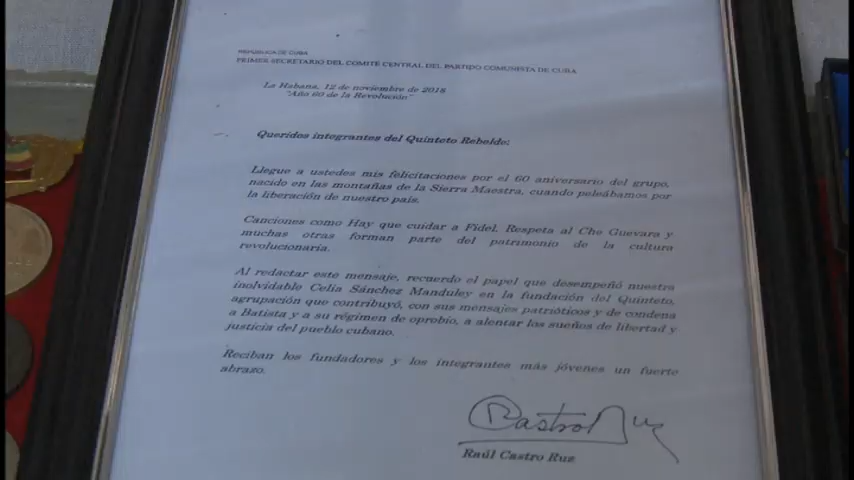 REPÚBLICA DE CUBA
PRIMER SECRETARIO DEL COMITÉ CENTRAL DEL PARTIDO COMUNISTA DE CUBA
La Habana, 12 de noviembre de 2018
"Año 60 de la Revolución"
Queridos integrantes del Quinteto Rebelde:
Llegue a ustedes mis felicitaciones por el 60 aniversario del grupo,
nacido en las montañas de la Sierra Maestra, cuando peleábamos por
la liberación de nuestro país.
Canciones como Hay que cuidar a Fidel, Respeta al Che Guevara y
muchas otras forman parte del patrimonio de la cultura
revolucionaria.
Al redactar este mensaje, recuerdo el papel que desempeñó nuestra
inolvidable Celia Sánchez Manduley en la fundación del Quinteto,
agrupación que contribuyó, con sus mensajes patrióticos y de condena
a Batista y a su régimen de oprobio, a alentar los sueños de libertad y
justicia del pueblo cubano.
Reciban los fundadores y los integrantes más jóvenes un fuerte
abrazo.
RCastro Ruz
Raúl Castro Ruz